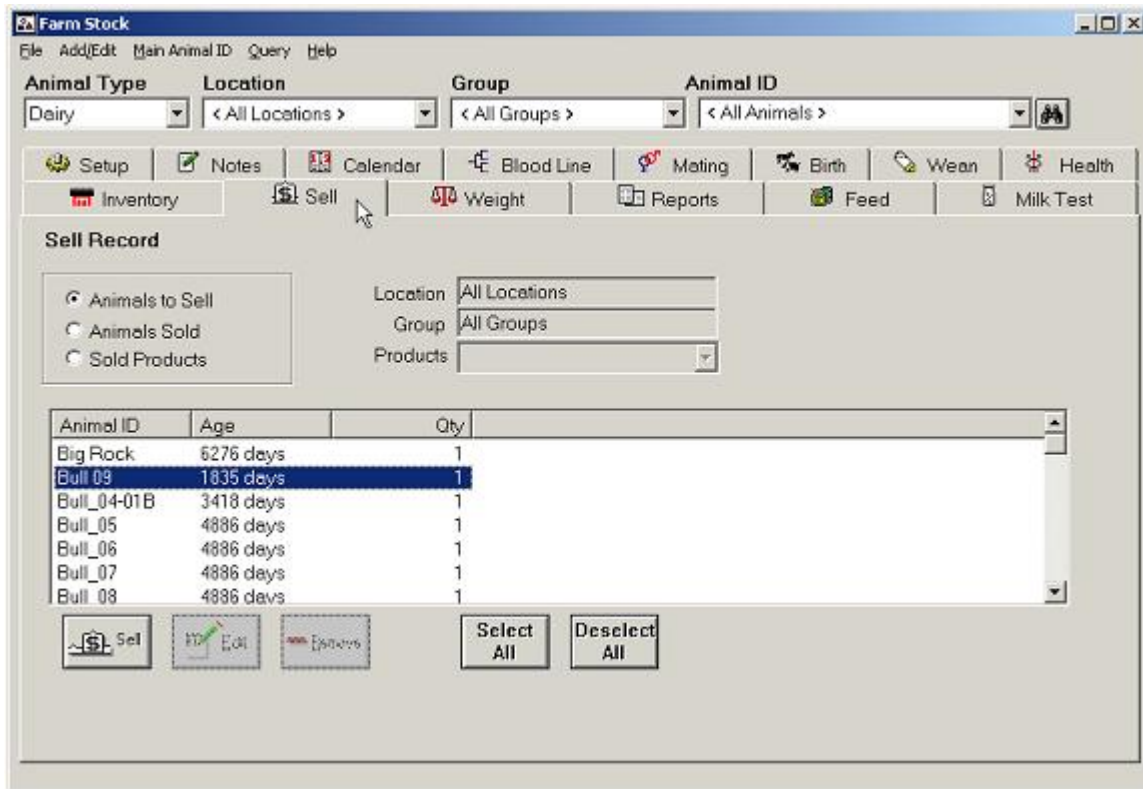 Farm Stock
File Add/Edit Main Animal ID Query Help
Animal Type Location Group Animal ID
Dairy < All Locations > < All Groups > < All Animals >
Setup Notes Calendar Blood Line Mating Birth Wean Health
Inventory Sell Weight Reports Feed Milk Test
Sell Record
Animals to Sell
Animals Sold
Sold Products
Location All Locations
Group All Groups
Products
Animal ID Age Qty
Big Rock 6276 days 1
Bull 09 1835 days 1
Bull_04-01B 3418 days 1
Bull_05 4886 days 1
Bull_06 4886 days 1
Bull_07 4886 days 1
Bull_08 4886 days 1
Sell Edit Remove Select All Deselect All